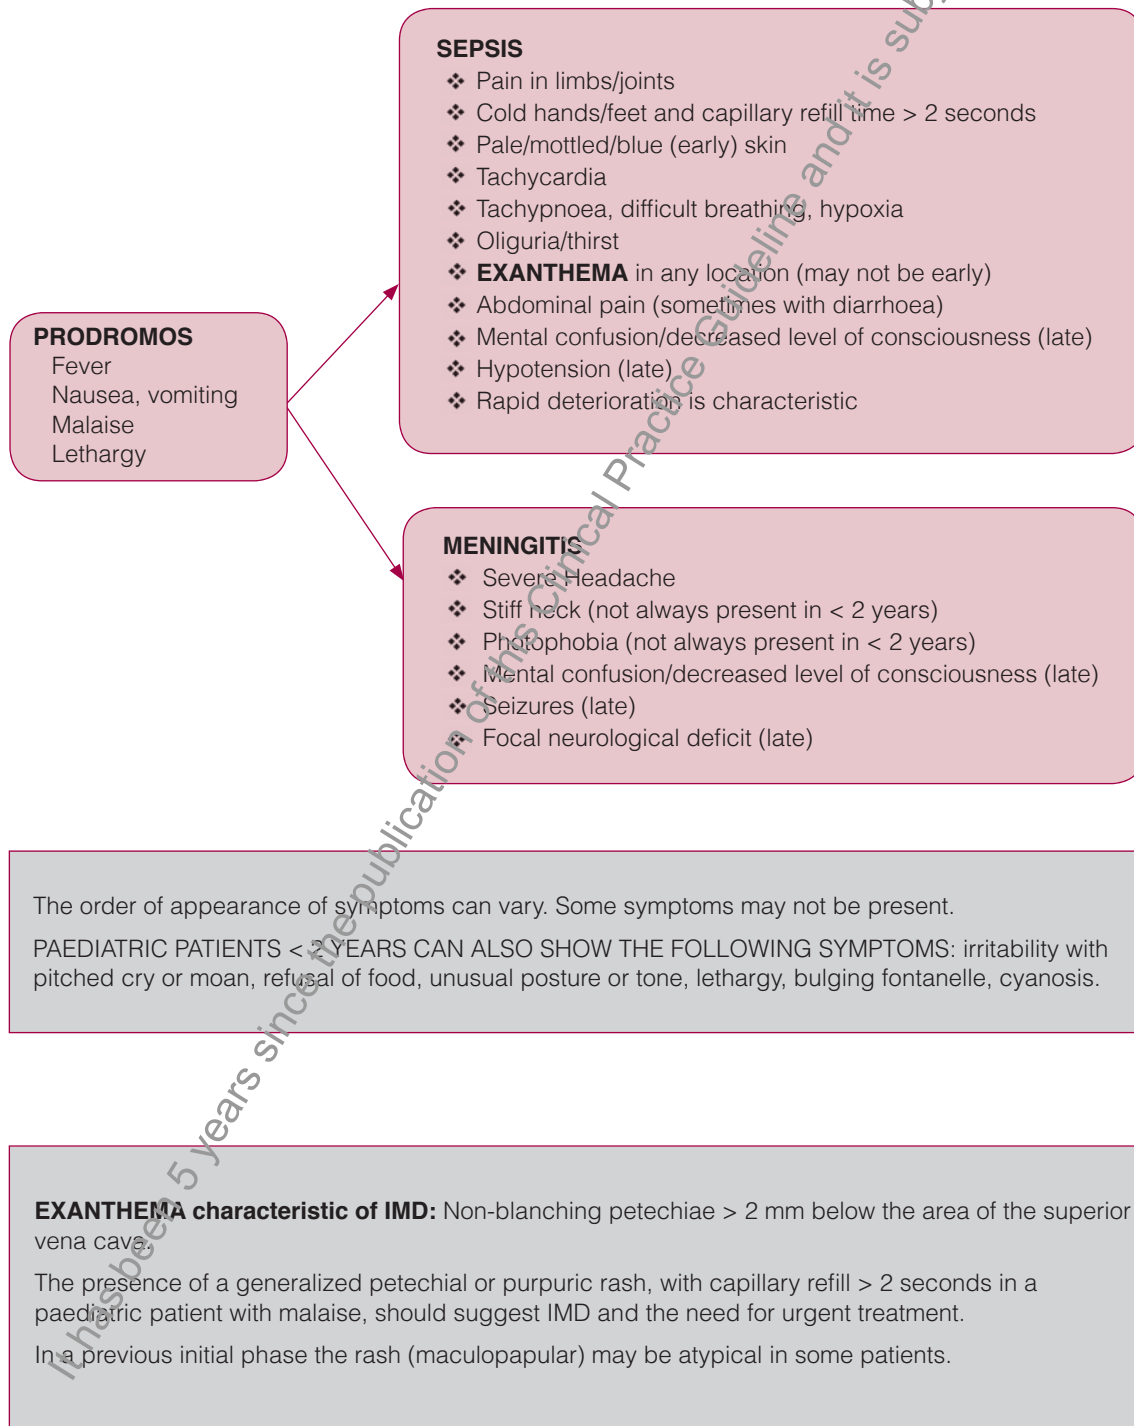 SEPSIS
❖ Pain in limbs/joints
❖ Cold hands/feet and capillary refill time > 2 seconds
❖ Pale/mottled/blue (early) skin
❖ Tachycardia
❖ Tachypnoea, difficult breathing, hypoxia
❖ Oliguria/thirst
❖ EXANTHEMA in any location (may not be early)
❖ Abdominal pain (sometimes with diarrhoea)
❖ Mental confusion/decreased level of consciousness (late)
❖ Hypotension (late)
❖ Rapid deterioration is characteristic
PRODROMOS
Fever
Nausea, vomiting
Malaise
Lethargy
MENINGITIS
❖ Severe Headache
❖ Stiff neck (not always present in < 2 years)
❖ Photophobia (not always present in < 2 years)
❖ Mental confusion/decreased level of consciousness (late)
❖ Seizures (late)
❖ Focal neurological deficit (late)
The order of appearance of symptoms can vary. Some symptoms may not be present.
PAEDIATRIC PATIENTS < 2 YEARS CAN ALSO SHOW THE FOLLOWING SYMPTOMS: irritability with
pitched cry or moan, refusal of food, unusual posture or tone, lethargy, bulging fontanelle, cyanosis.
EXANTHEMA characteristic of IMD: Non-blanching petechiae > 2 mm below the area of the superior
vena cava.
The presence of a generalized petechial or purpuric rash, with capillary refill > 2 seconds in a
paediatric patient with malaise, should suggest IMD and the need for urgent treatment.
In a previous initial phase the rash (maculopapular) may be atypical in some patients.
It has been 5 years since the publication of this Clinical Practice Guideline and it is